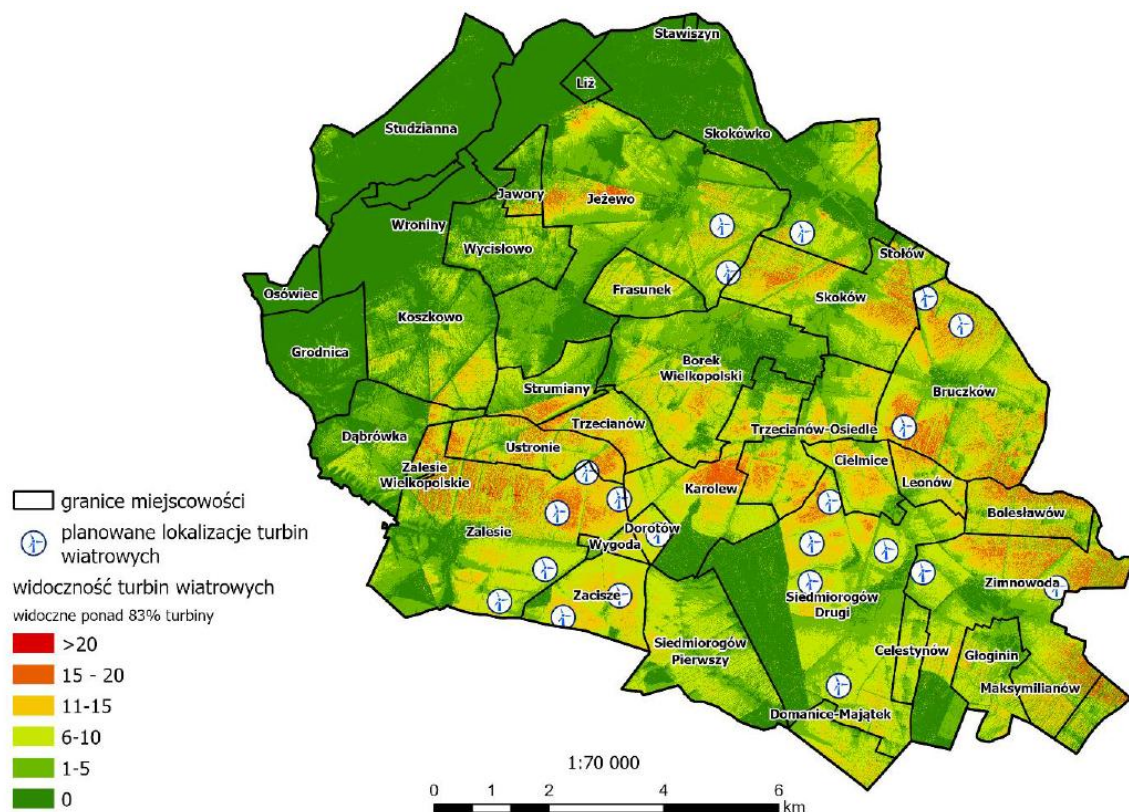 Stawiszyn
Liż
Studzianna
Skokówko
Jawory
Jeżewo
Wroniny
Wycisłowo
Stołów
Osówiec
Frasunek
Skoków
Koszkowo
Grodnica
Borek
Wielkopolski
Strumiany
Bruczków
Trzecianów
Trzecianów-Osiedle
Dąbrówka
Ustronie
Cielmice
Zalesie
Wielkopolskie
Karolew
Leonów
Bolesławów
Zalesie
Dorotów
Wygoda
Zimnowoda
Zacisze
Siedmiorogów
Drugi
Siedmiorogów
Pierwszy
Celestynów
Głoginin
Maksymilianów
Domanice-Majątek
granice miejscowości
planowane lokalizacje turbin
wiatrowych
widoczność turbin wiatrowych
widoczne ponad 83% turbiny
>20
15 - 20
11-15
6-10
1-5
0
1:70 000
0 1 2 4 6
km